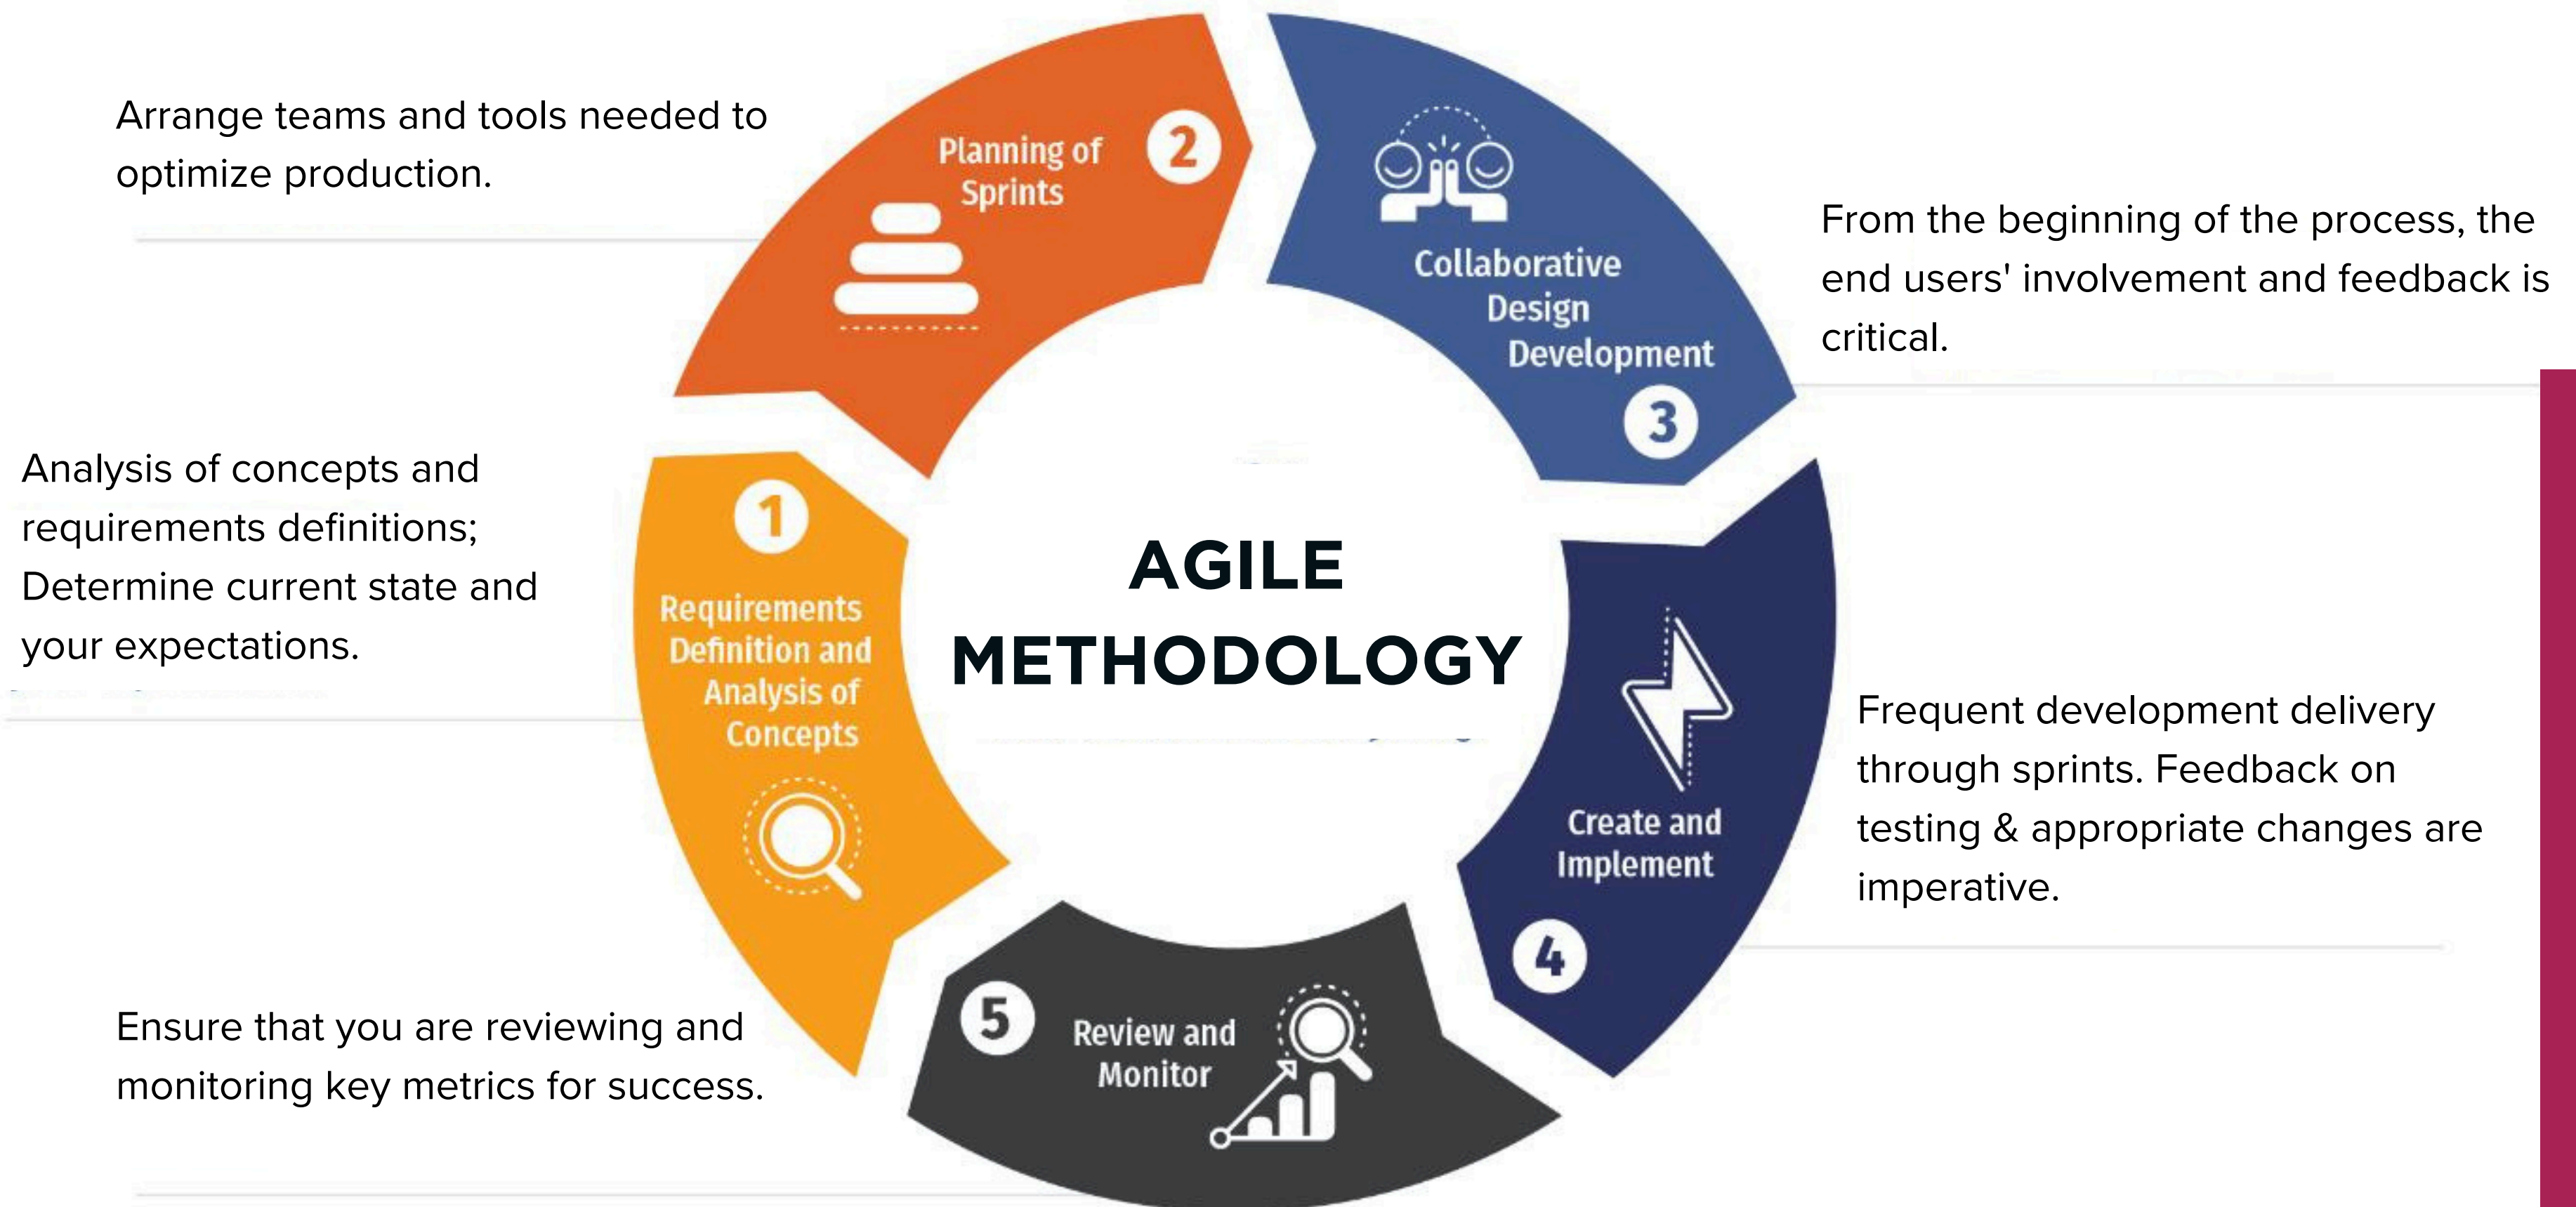 Arrange teams and tools needed to
optimize production.
Planning of
Sprints
2
Collaborative
Design
Development
3
From the beginning of the process, the
end users' involvement and feedback is
critical.
Analysis of concepts and
requirements definitions;
Determine current state and
your expectations.
1
Requirements
Definition and
Analysis of
Concepts
AGILE
METHODOLOGY
Create and
Implement
4
Frequent development delivery
through sprints. Feedback on
testing & appropriate changes are
imperative.
Ensure that you are reviewing and
monitoring key metrics for success.
5
Review and
Monitor